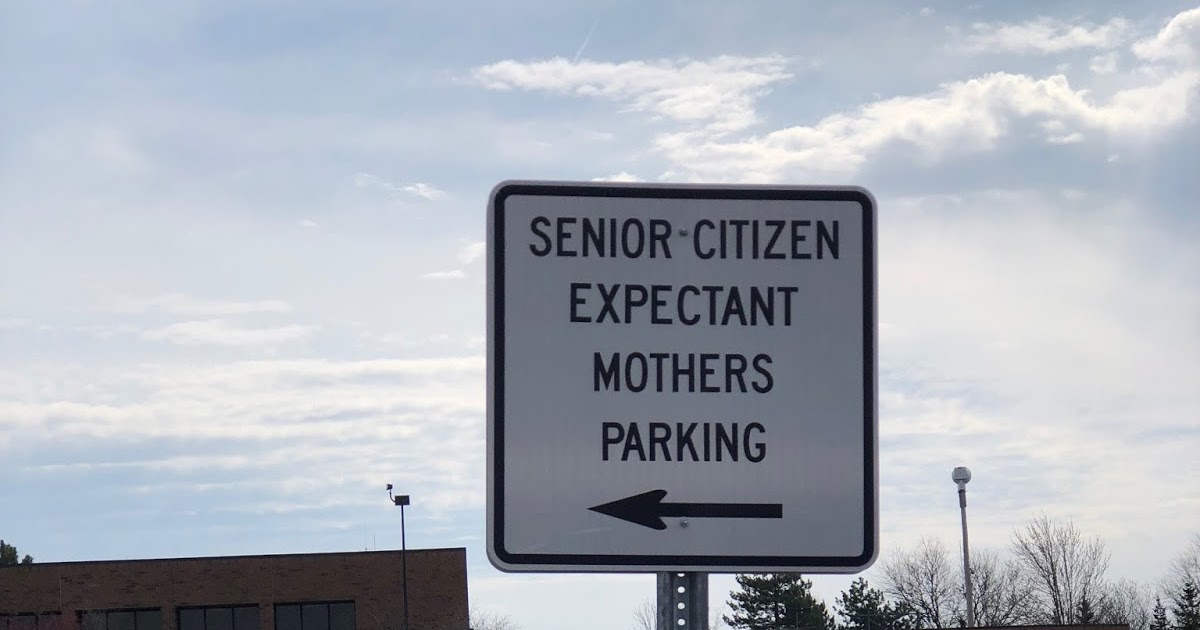 SENIOR CITIZEN
EXPECTANT
MOTHERS
PARKING